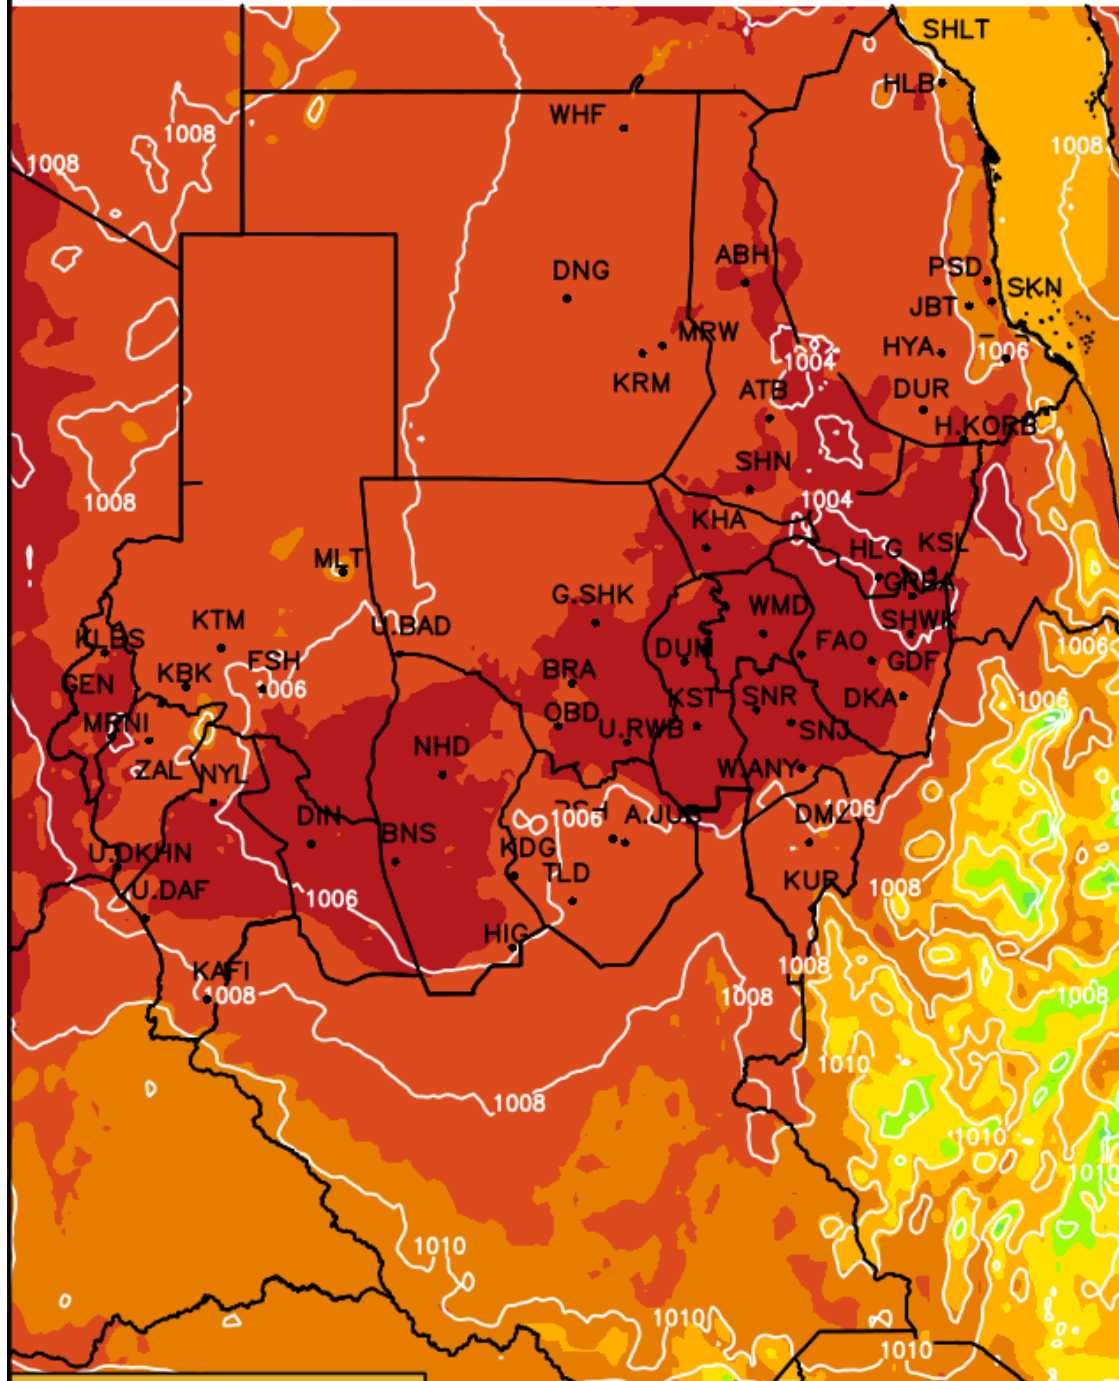 SHLT
HLB
WHF
1008
1008
1008
ABH
DNG
PSD
SKN
JBT
MRW
HYA
1006
1004
KRM
ATB
DUR
H.KORB
SHN
1008
1004
KHA
HLG
KSL
MLT
GRBA
G.SHK
WMD
KTM
U.BAD
SHWK
KLBS
FAO
1006
DUM
FSH
GDF
KBK
BRA
GEN
1006
KST
SNR
DKA
1006
OBD
MRNI
U.RWB
SNJ
NHD
ZAL
NYL
W.ANY
1006
DIN
1006
A.JUB
DMZ
BNS
KDG
U.DKHN
TLD
KUR
1008
U.DAF
1006
HIG
KAFI
1008
1008
1008
1008
1010
1008
1010
1010
1010
1010
1010